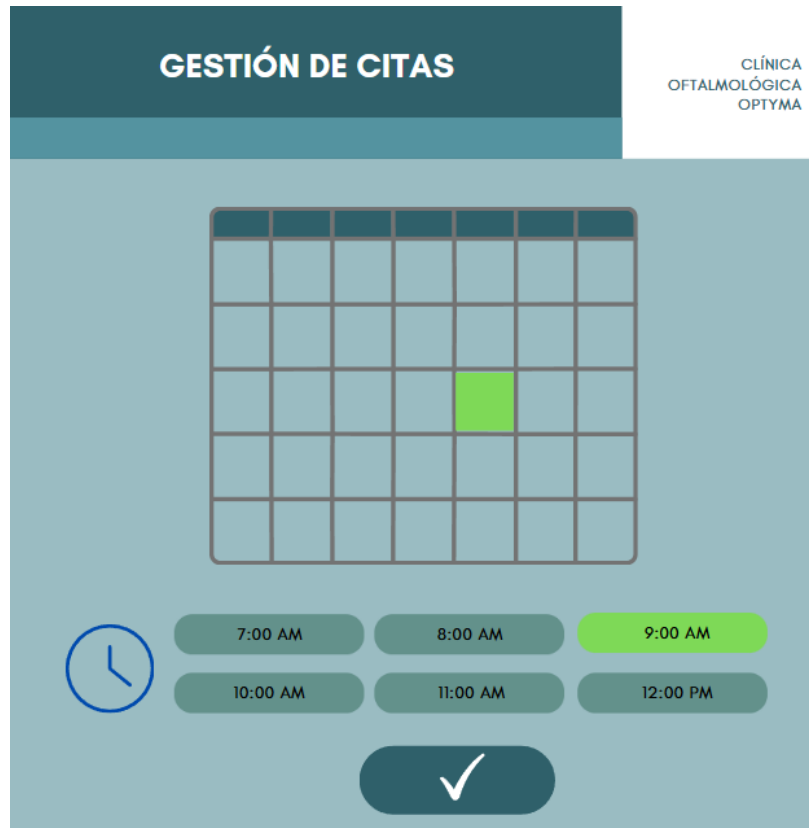 GESTIÓN DE CITAS
CLÍNICA
OFTALMOLÓGICA
OPTYMA
7:00 AM
8:00 AM
9:00 AM
10:00 AM
11:00 AM
12:00 PM